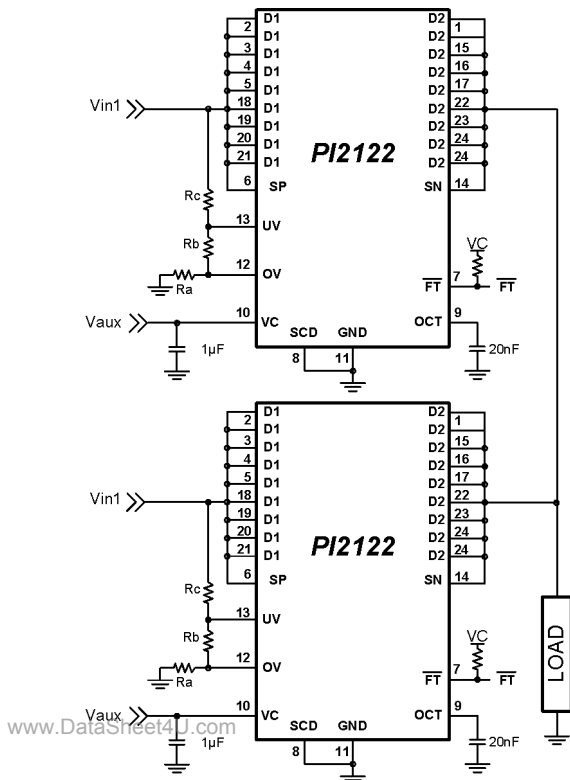 D1 D2
2 1
D1 D2
3 15
D1 D2
4 16
D1 D2
5 17
D1 D2
Vin1 18 D1 D2 22
19 D1 D2 23
20 D1 D2 24
21 D1 D2 24
PI2122
6 SP SN 14
Rc
13 UV
Rb
VC
12 OV
Ra
FT 7 FT
Vaux 10 VC
OCT 9
1µF
SCD GND
8 11
20nF
D1 D2
2 1
D1 D2
3 15
D1 D2
4 16
D1 D2
5 17
D1 D2
Vin1 18 D1 D2 22
19 D1 D2 23
20 D1 D2 24
21 D1 D2 24
PI2122
6 SP SN 14
Rc
13 UV
Rb
VC
12 OV
Ra
FT 7 FT
LOAD
Vaux 10 VC
OCT 9
www.DataSheet4U.com
1µF
SCD GND
8 11
20nF